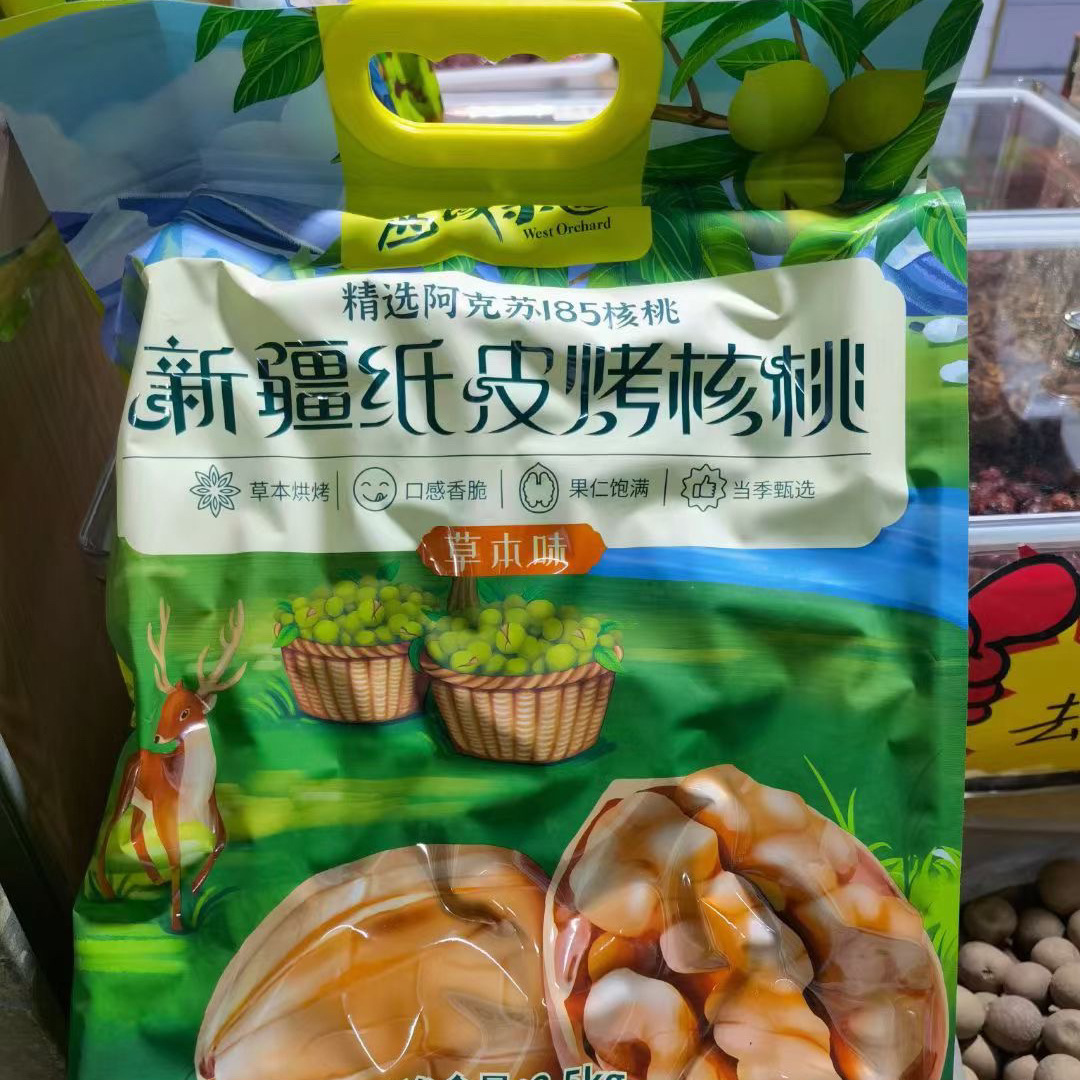 West Orchard
精选阿克苏185核桃
新疆纸皮烤核桃
草本烘烤 口感香脆 果仁饱满 当季甄选
草本味
去